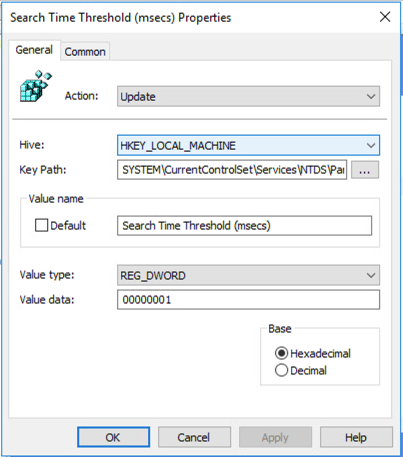 Search Time Threshold (msecs) Properties
General Common
Action: Update
Hive: HKEY_LOCAL_MACHINE
Key Path: SYSTEM\CurrentControlSet\Services\NTDS\Par ...
Value name
Default Search Time Threshold (msecs)
Value type: REG_DWORD
Value data: 00000001
Base
Hexadecimal
Decimal
OK Cancel Apply Help